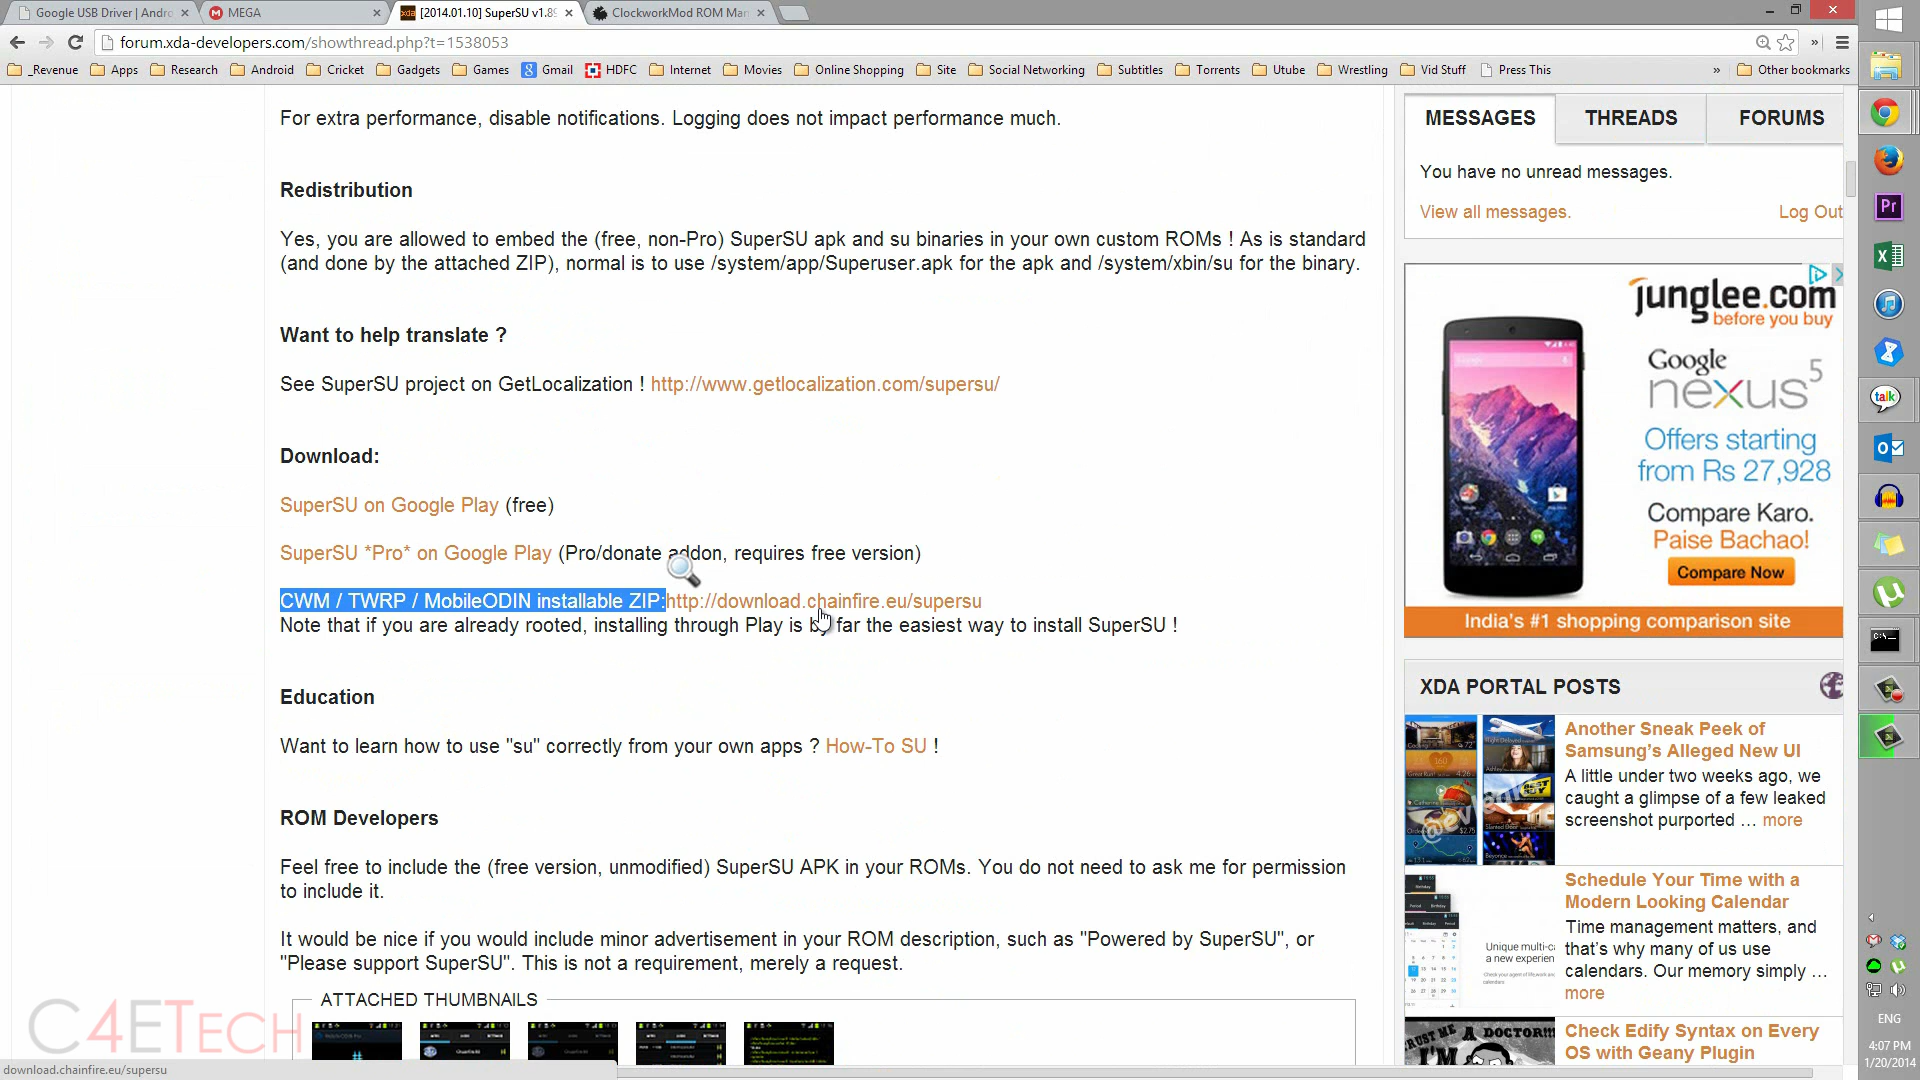 Google USB Driver | Andro
MEGA
[2014.01.10] SuperSU v1.89
ClockworkMod ROM Man
forum.xda-developers.com/showthread.php?t=1538053
_Revenue
Apps
Research
Android
Cricket
Gadgets
Games
Gmail
HDFC
Internet
Movies
Online Shopping
Site
Social Networking
Subtitles
Torrents
Utube
Wrestling
Vid Stuff
Press This
»
Other bookmarks
For extra performance, disable notifications. Logging does not impact performance much.
Redistribution
Yes, you are allowed to embed the (free, non-Pro) SuperSU apk and su binaries in your own custom ROMs ! As is standard
(and done by the attached ZIP), normal is to use /system/app/Superuser.apk for the apk and /system/xbin/su for the binary.
Want to help translate ?
See SuperSU project on GetLocalization ! http://www.getlocalization.com/supersu/
Download:
SuperSU on Google Play (free)
SuperSU *Pro* on Google Play (Pro/donate addon, requires free version)
CWM / TWRP / MobileODIN installable ZIP:http://download.chainfire.eu/supersu
Note that if you are already rooted, installing through Play is by far the easiest way to install SuperSU !
Education
Want to learn how to use "su" correctly from your own apps ? How-To SU !
ROM Developers
Feel free to include the (free version, unmodified) SuperSU APK in your ROMs. You do not need to ask me for permission
to include it.
It would be nice if you would include minor advertisement in your ROM description, such as "Powered by SuperSU", or
"Please support SuperSU". This is not a requirement, merely a request.
ATTACHED THUMBNAILS
C4ETECH
download.chainfire.eu/supersu
MESSAGES
THREADS
FORUMS
You have no unread messages.
View all messages.
Log Out
junglee.com
before you buy
Google
nexus 5
Offers starting
from Rs 27,928
Compare Karo.
Paise Bachao!
Compare Now
India's #1 shopping comparison site
XDA PORTAL POSTS
Another Sneak Peek of
Samsung's Alleged New UI
A little under two weeks ago, we
caught a glimpse of a few leaked
screenshot purported … more
Schedule Your Time with a
Modern Looking Calendar
Time management matters, and
that's why many of us use
calendars. Our memory simply …
more
Unique multi-ca
a new experien
Check Edify Syntax on Every
OS with Geany Plugin
TRUST ME A DOCTOR!!!
I'M
Pr
talk
ENG
4:07 PM
1/20/2014